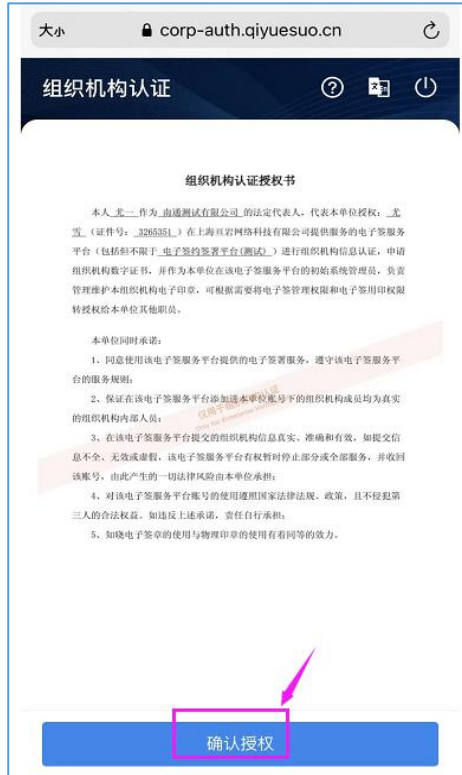 大小 corp-auth.qiyuesuo.cn
组织机构认证
组织机构认证授权书
本人 尤一 作为 南通测试有限公司 的法定代表人，代表本单位授权： 尤
雪 （证件号： 3265351 ）在上海亘岩网络科技有限公司提供服务的电子签服务
平台（包括但不限于 电子签约签署平台(测试) ）进行组织机构信息认证，申请
组织机构数字证书，并作为本单位在该电子签服务平台的初始系统管理员，负责
管理维护本组织机构电子印章，可根据需要将电子签管理权限和电子签用印权限
转授权给本单位其他职员。
本单位同时承诺：
1、同意使用该电子签服务平台提供的电子签署服务，遵守该电子签服务平
台的服务规则；
2、保证在该电子签服务平台添加进本单位账号下的组织机构成员均为真实
的组织机构内部人员；
仅用于组织机构认证
Only for Enterprise Verification
3、在该电子签服务平台提交的组织机构信息真实、准确和有效，如提交信
息不全、无效或虚假，该电子签服务平台有权暂时停止部分或全部服务，并收回
该账号，由此产生的一切法律风险由本单位承担；
4、对该电子签服务平台账号的使用遵照国家法律法规、政策，且不侵犯第
三人的合法权益。如违反上述承诺，责任自行承担；
5、知晓电子签章的使用与物理印章的使用有着同等的效力。
确认授权